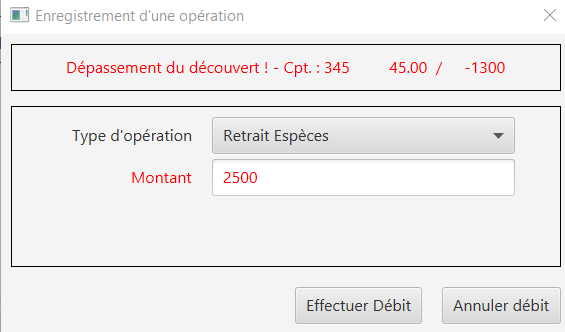 Enregistrement d'une opération
Dépassement du découvert ! - Cpt. : 345 45.00 / -1300
Type d'opération Retrait Espèces
Montant 2500
Effectuer Débit Annuler débit